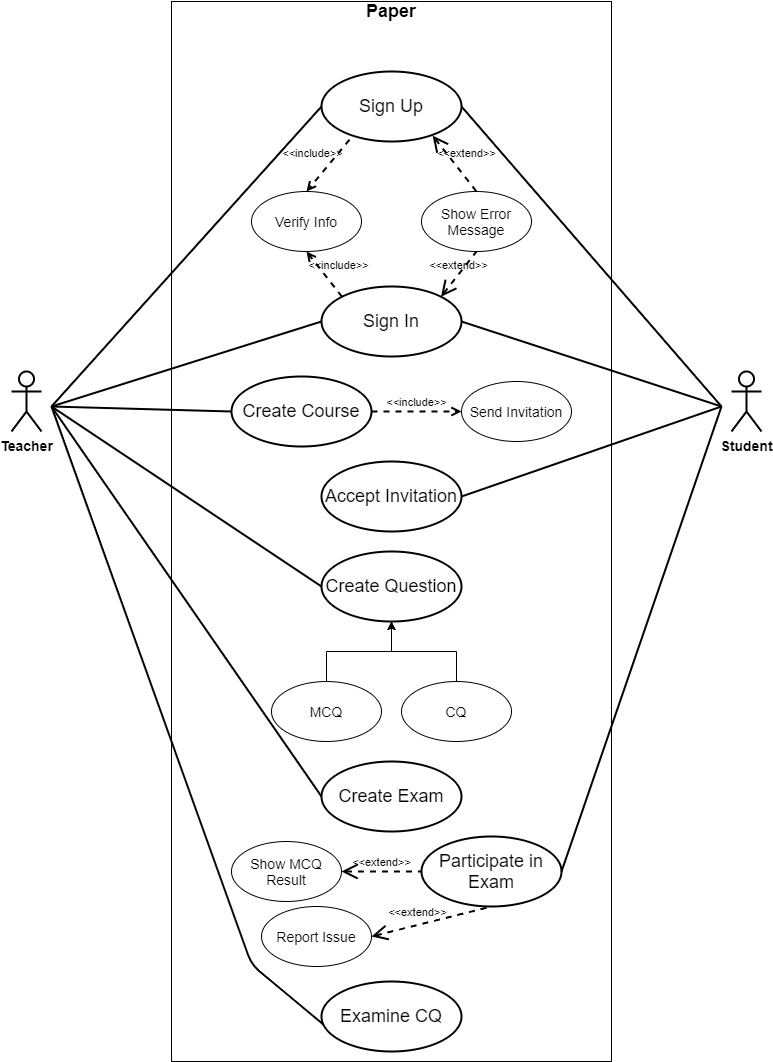 Paper
Sign Up
<<include>>
<<extend>>
Verify Info
Show Error
Message
<<include>>
<<extend>>
Sign In
Create Course
<<include>>
Send Invitation
Teacher
Student
Accept Invitation
Create Question
MCQ
CQ
Create Exam
Show MCQ
Result
<<extend>>
Participate in
Exam
<<extend>>
Report Issue
Examine CQ